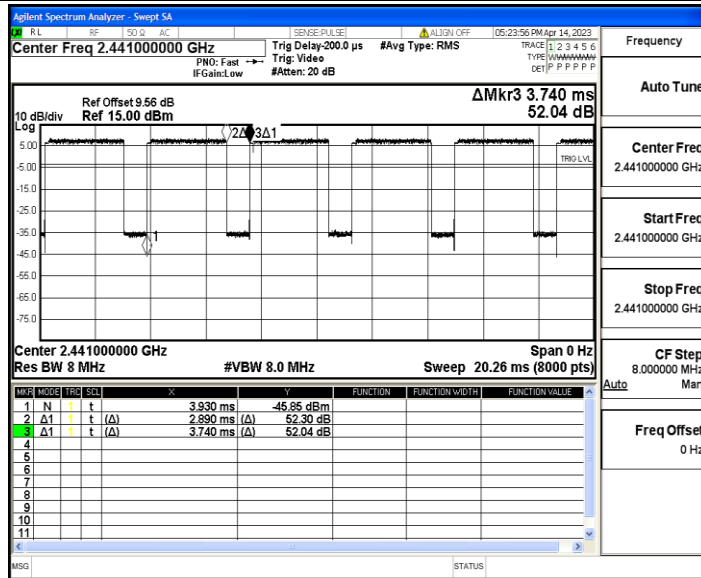 Agilent Spectrum Analyzer - Swept SA
RL RF 50 Ω AC SENSE:PULSE ALIGN OFF 05:23:56 PM Apr 14, 2023
Center Freq 2.441000000 GHz
PNO: Fast
IFGain:Low
Trig Delay-200.0 µs
Trig: Video
#Atten: 20 dB
#Avg Type: RMS
TRACE 1 2 3 4 5 6
TYPE WWWWWW
DET P P P P P P
Ref Offset 9.56 dB
10 dB/div Ref 15.00 dBm
Log
ΔMkr3 3.740 ms
52.04 dB
2Δ 3Δ1
5.00
TRIG LVL
-5.00
-15.0
-25.0
-35.0
1
-45.0
-55.0
-65.0
-75.0
Center 2.441000000 GHz Span 0 Hz
Res BW 8 MHz #VBW 8.0 MHz Sweep 20.26 ms (8000 pts)
MKR MODE TRC SCL X Y FUNCTION FUNCTION WIDTH FUNCTION VALUE
1 N 1 t 3.930 ms -45.85 dBm
2 Δ1 1 t (Δ) 2.890 ms (Δ) 52.30 dB
3 Δ1 1 t (Δ) 3.740 ms (Δ) 52.04 dB
4
5
6
7
8
9
10
11
MSG STATUS
Frequency
Auto Tune
Center Freq
2.441000000 GHz
Start Freq
2.441000000 GHz
Stop Freq
2.441000000 GHz
CF Step
8.000000 MHz
Auto Man
Freq Offset
0 Hz